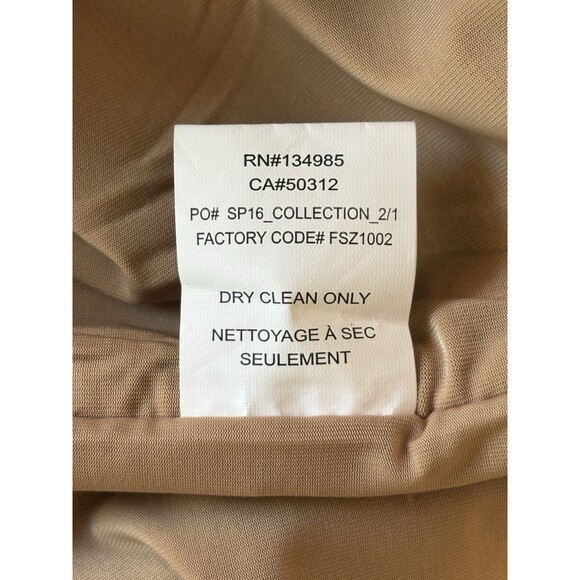 RN#134985
CA#50312
PO# SP16_COLLECTION_2/1
FACTORY CODE# FSZ1002
DRY CLEAN ONLY
NETTOYAGE À SEC
SEULEMENT